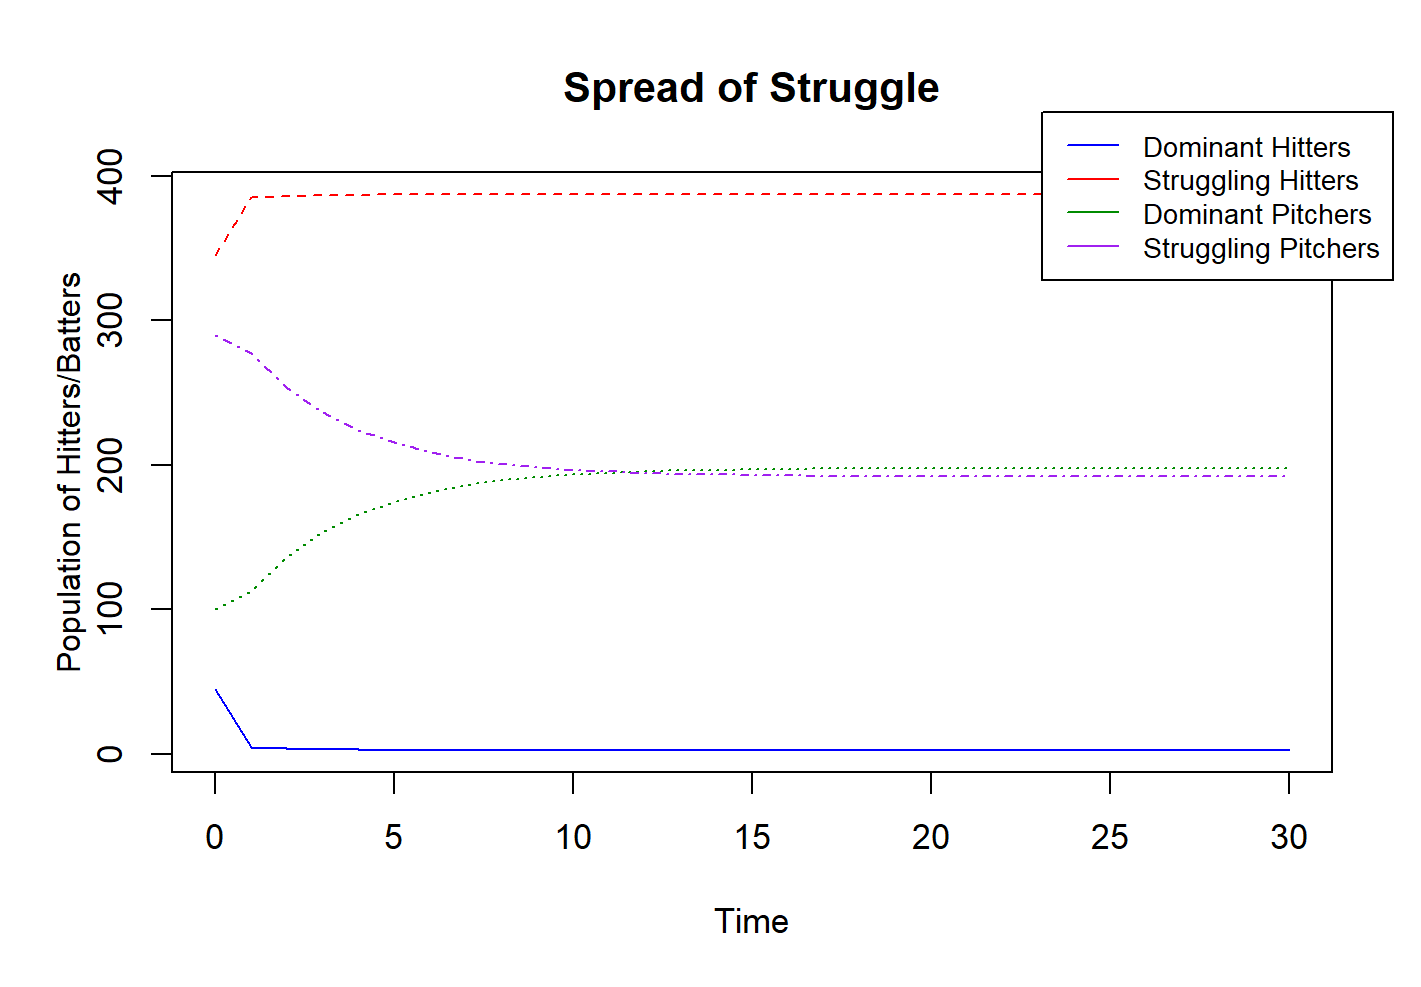 Spread of Struggle
Dominant Hitters
Struggling Hitters
Dominant Pitchers
Struggling Pitchers
Population of Hitters/Batters
400
300
200
100
0
0 5 10 15 20 25 30
Time